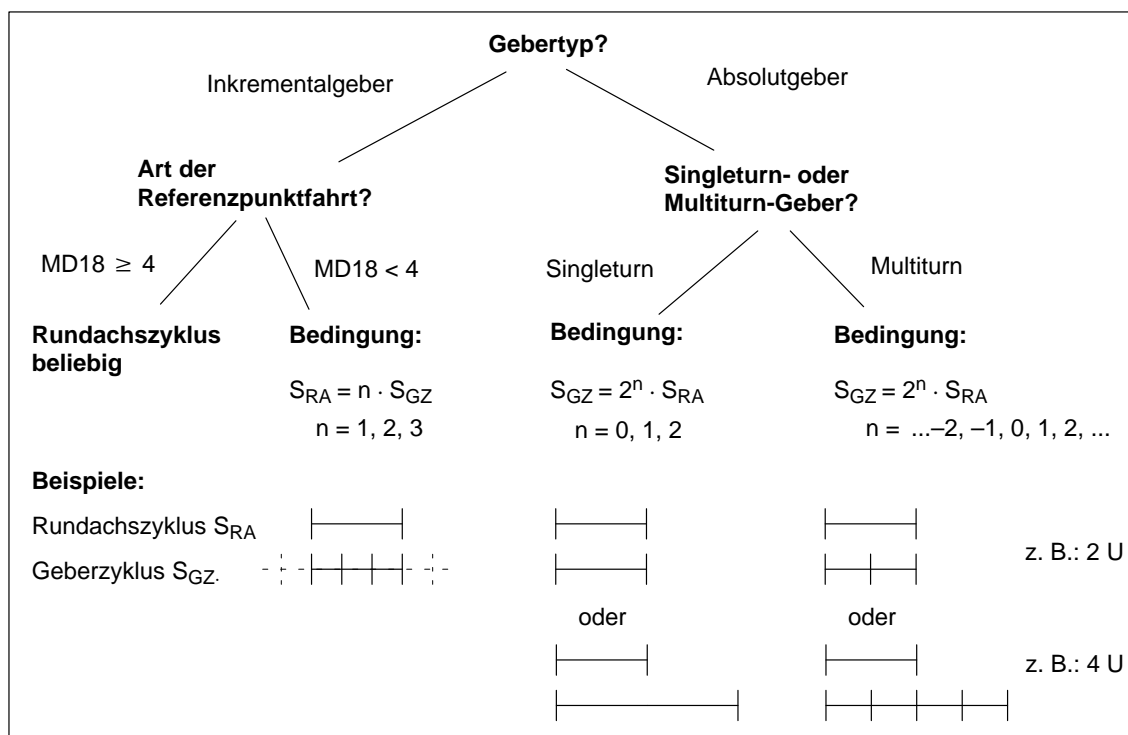 Gebertyp?
Inkrementalgeber
Absolutgeber
Art der
Referenzpunktfahrt?
Singleturn- oder
Multiturn-Geber?
MD18 ≥ 4
MD18 < 4
Singleturn
Multiturn
Rundachszyklus
beliebig
Bedingung:
S_RA = n · S_GZ
n = 1, 2, 3
Bedingung:
S_GZ = 2^n · S_RA
n = 0, 1, 2
Bedingung:
S_GZ = 2^n · S_RA
n = ...–2, –1, 0, 1, 2, ...
Beispiele:
Rundachszyklus S_RA
Geberzyklus S_GZ.
z. B.: 2 U
oder
oder
z. B.: 4 U